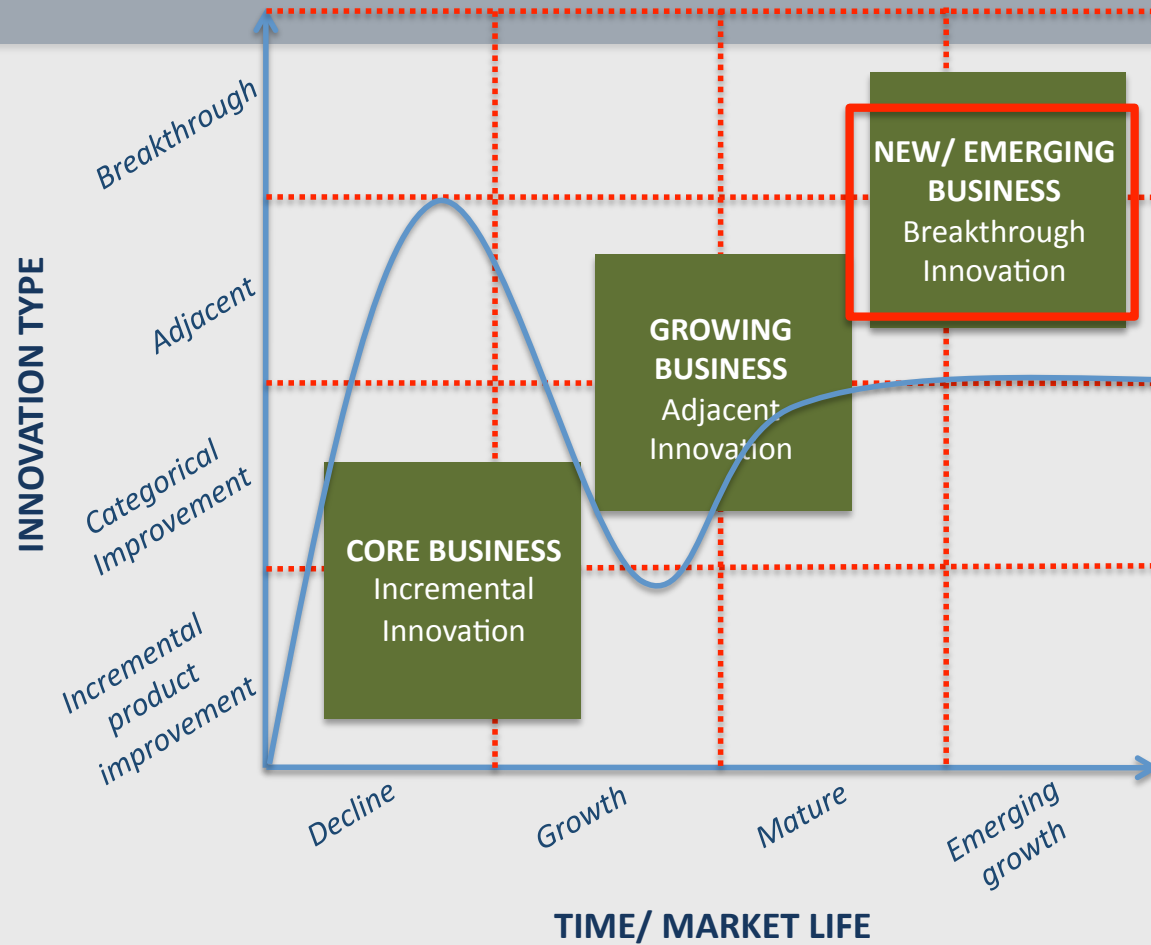 INNOVATION TYPE
Breakthrough
Adjacent
Categorical
Improvement
Incremental
product
improvement
NEW/ EMERGING
BUSINESS
Breakthrough
Innovation
GROWING
BUSINESS
Adjacent
Innovation
CORE BUSINESS
Incremental
Innovation
Decline
Growth
Mature
Emerging
growth
TIME/ MARKET LIFE